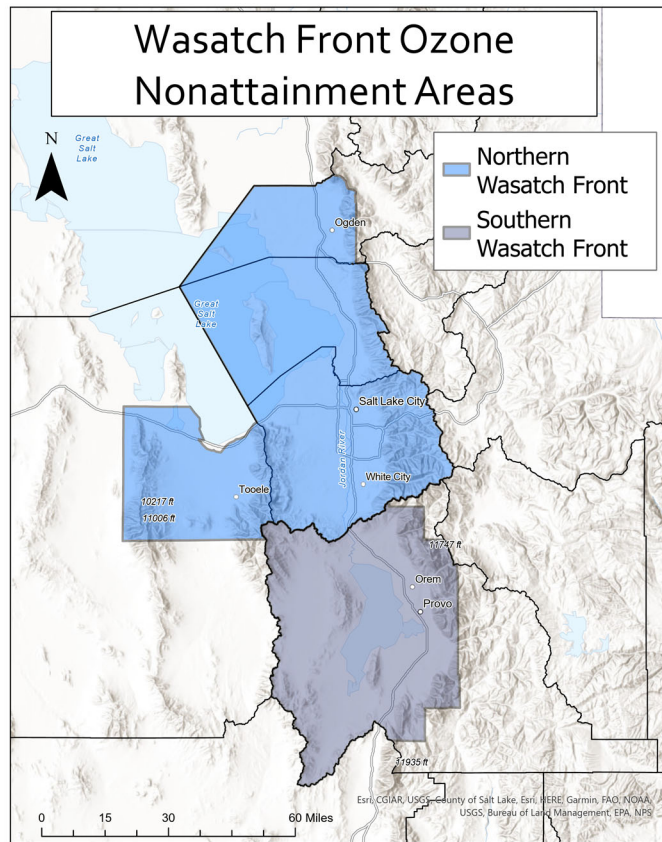 Wasatch Front Ozone
Nonattainment Areas
N
Great
Salt
Lake
Northern
Wasatch Front
Southern
Wasatch Front
Ogden
Great
Salt
Lake
Salt Lake City
Jordan River
White City
Tooele
10217 ft
11006 ft
11747 ft
Orem
Provo
11935 ft
Esri, CGIAR, USGS, County of Salt Lake, Esri, HERE, Garmin, FAO, NOAA,
USGS, Bureau of Land Management, EPA, NPS
0 15 30 60 Miles